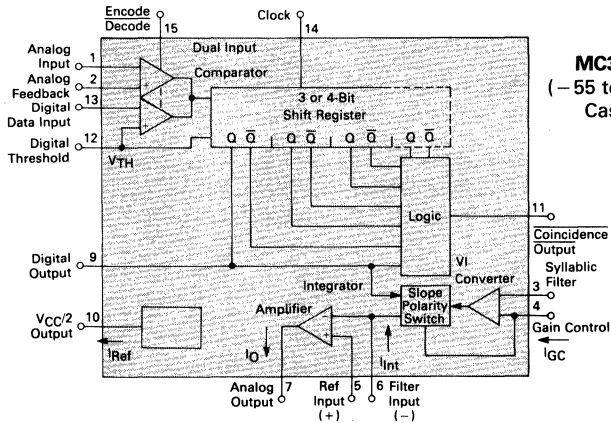 Encode
Decode
15
Clock
14
Analog
Input
1
Analog
Feedback
2
Digital
Data Input
13
Digital
Threshold
12
VTH
Dual Input
Comparator
3 or 4-Bit
Shift Register
Q Q̅ Q Q̅ Q Q̅ Q Q̅
Logic
11
Coincidence
Output
Digital
Output
9
VCC/2
Output
10
IRef
VI
Converter
Syllabic
Filter
3
4
Gain Control
IGC
Integrator
Amplifier
Slope
Polarity
Switch
IO
IInt
Analog
Output
7
Ref
Input
(+)
5
6
Filter
Input
(−)
MC3
(−55 to
Cas